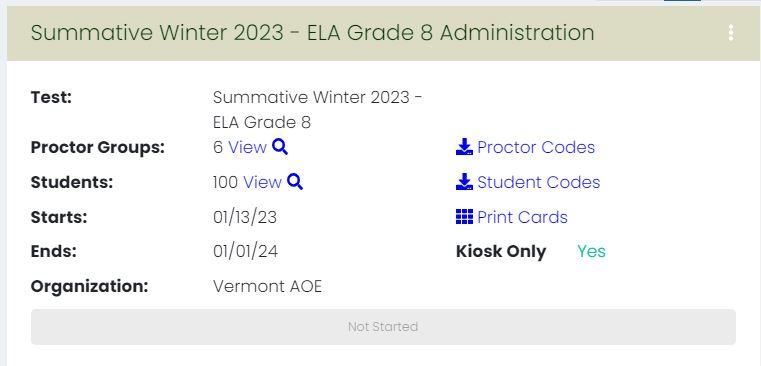 Summative Winter 2023 - ELA Grade 8 Administration
Test: Summative Winter 2023 -
ELA Grade 8
Proctor Groups: 6 View Proctor Codes
Students: 100 View Student Codes
Starts: 01/13/23 Print Cards
Ends: 01/01/24 Kiosk Only Yes
Organization: Vermont AOE
Not Started